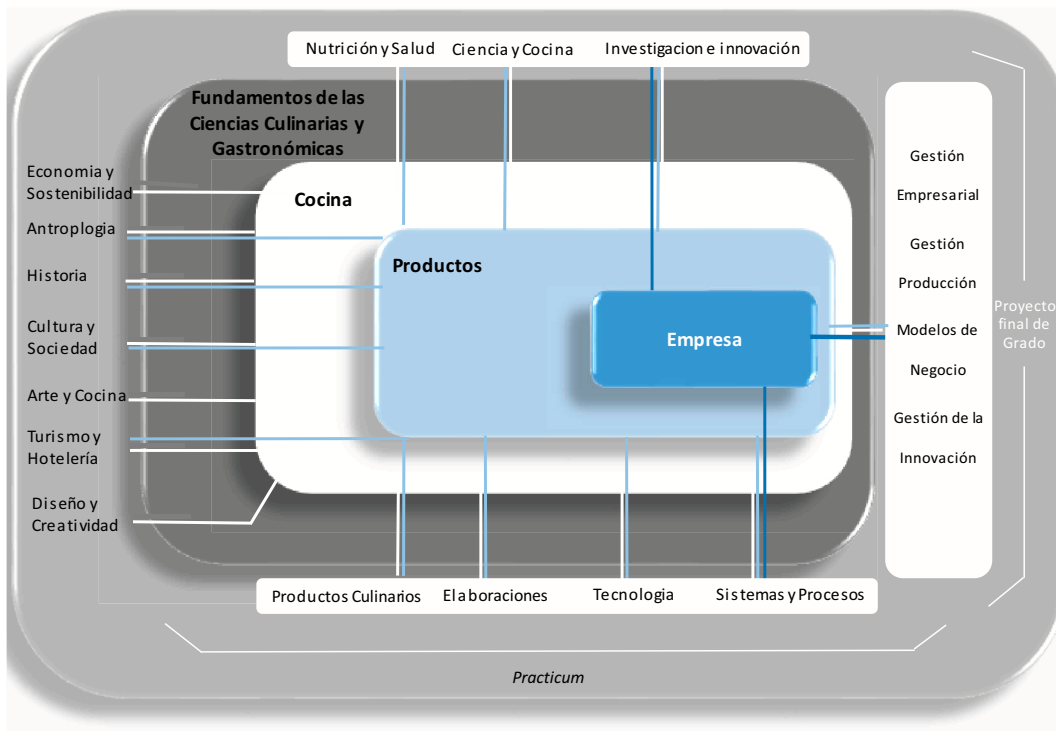 Nutrición y Salud
Ciencia y Cocina
Investigacion e innovación
Fundamentos de las
Ciencias Culinarias y
Gastronómicas
Economia y
Sostenibilidad
Antroplogia
Historia
Cultura y
Sociedad
Arte y Cocina
Turismo y
Hotelería
Diseño y
Creatividad
Cocina
Productos
Empresa
Gestión
Empresarial
Gestión
Producción
Modelos de
Negocio
Gestión de la
Innovación
Proyecto
final de
Grado
Productos Culinarios
Elaboraciones
Tecnologia
Sistemas y Procesos
Practicum